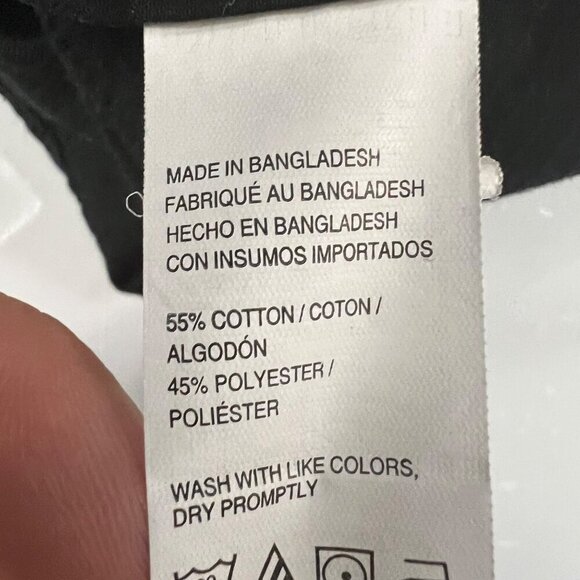 MADE IN BANGLADESH
FABRIQUÉ AU BANGLADESH
HECHO EN BANGLADESH
CON INSUMOS IMPORTADOS
55% COTTON / COTON /
ALGODÓN
45% POLYESTER /
POLIÉSTER
WASH WITH LIKE COLORS,
DRY PROMPTLY